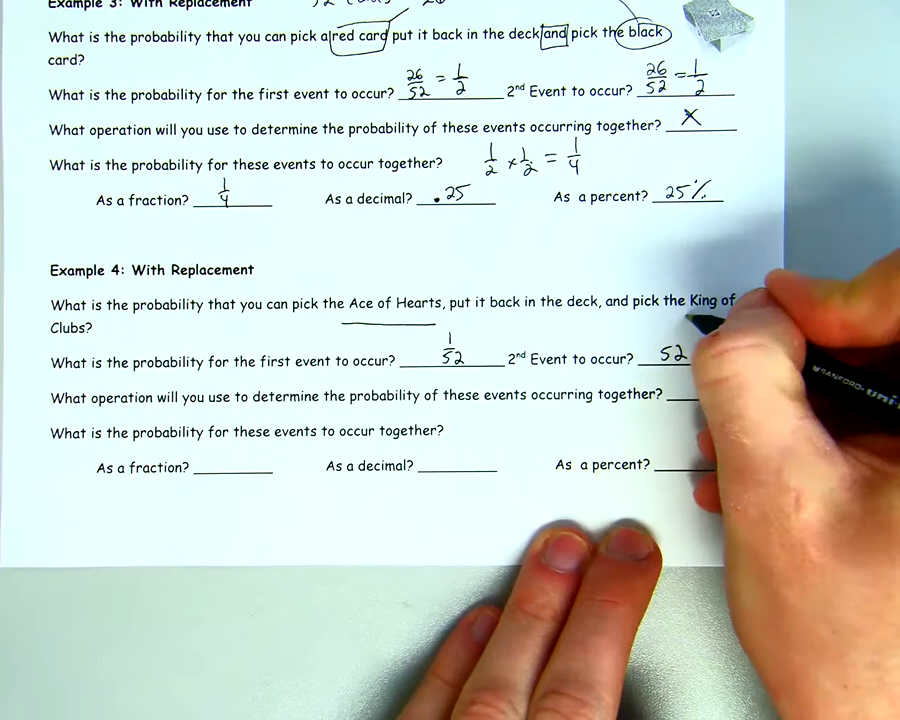 Example 3: With Replacement
What is the probability that you can pick a red card put it back in the deck and pick the black
card?
What is the probability for the first event to occur? 26/52 = 1/2 2nd Event to occur? 26/52 = 1/2
What operation will you use to determine the probability of these events occurring together? X
What is the probability for these events to occur together? 1/2 x 1/2 = 1/4
As a fraction? 1/4 As a decimal? .25 As a percent? 25%
Example 4: With Replacement
What is the probability that you can pick the Ace of Hearts, put it back in the deck, and pick the King of
Clubs?
What is the probability for the first event to occur? 1/52 2nd Event to occur? 52
What operation will you use to determine the probability of these events occurring together?
What is the probability for these events to occur together?
As a fraction? As a decimal? As a percent?
SANFORD uni